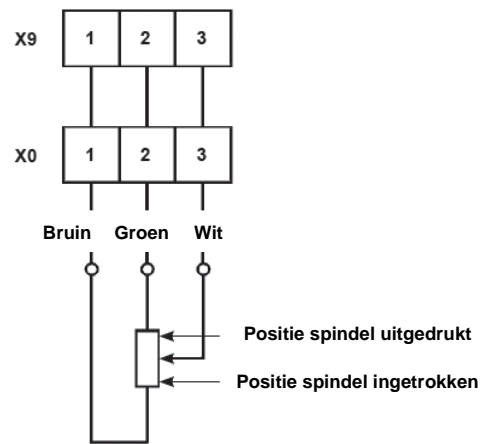 X9 1 2 3
X0 1 2 3
Bruin Groen Wit
Positie spindel uitgedrukt
Positie spindel ingetrokken